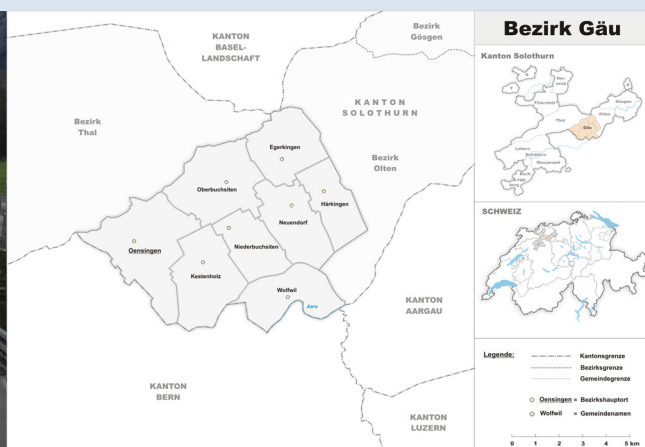 Bezirk Gäu
KANTON
BASEL-
LANDSCHAFT
Bezirk
Gösgen
Bezirk
Thal
KANTON
SOLOTHURN
Bezirk
Olten
Egerkingen
Oberbuchsiten
Härkingen
Neuendorf
Oensingen
Niederbuchsiten
Kestenholz
Wolfwil
Aare
KANTON
AARGAU
KANTON
BERN
KANTON
LUZERN
Kanton Solothurn
Thierstein
Thal
Gäu
Olten
Gösgen
Lebern
Solothurn
Wasseramt
SCHWEIZ
Legende:
Kantonsgrenze
Bezirksgrenze
Gemeindegrenze
Oensingen = Bezirkshauptort
Wolfwil = Gemeindenamen
0 1 2 3 4 5 km